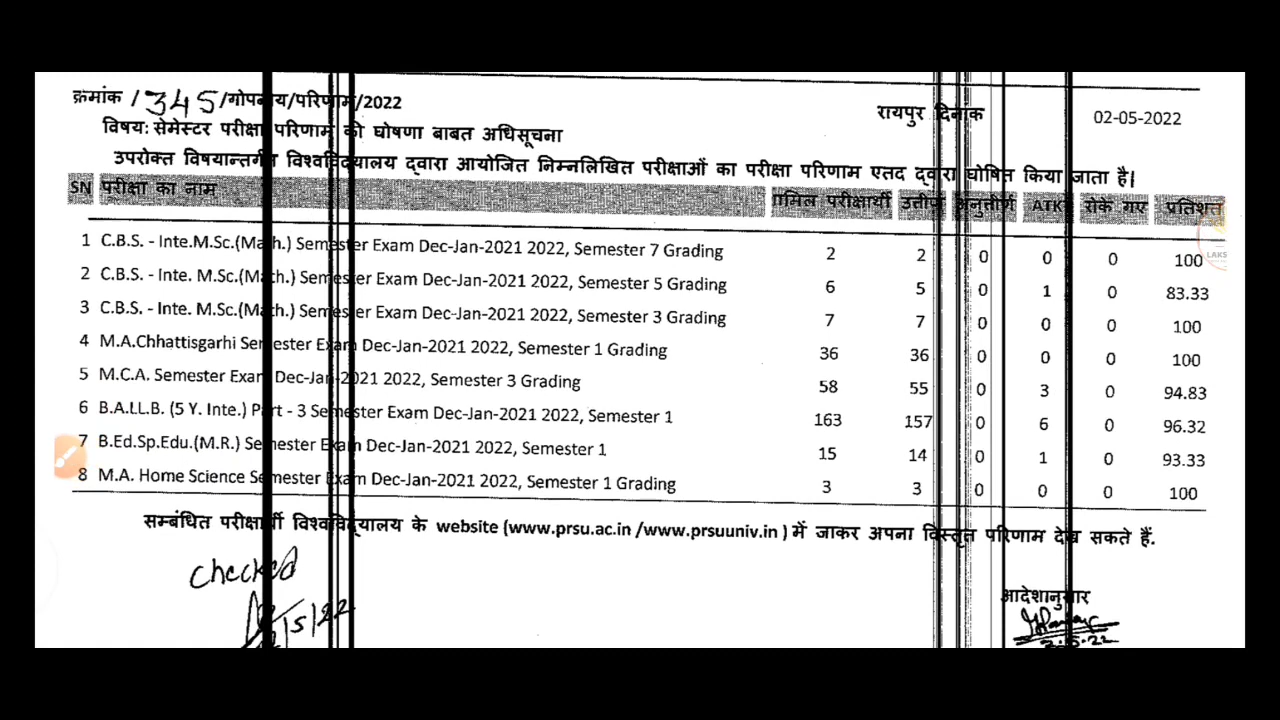 क्रमांक /345/गोपनीय/परिणाम/2022 रायपुर दिनांक 02-05-2022
विषय: सेमेस्टर परीक्षा परिणाम की घोषणा बाबत अधिसूचना
उपरोक्त विषयान्तर्गत विश्वविद्यालय द्वारा आयोजित निम्नलिखित परीक्षाओं का परीक्षा परिणाम एतद द्वारा घोषित किया जाता है|
SN परीक्षा का नाम शामिल परीक्षार्थी उत्तीर्ण अनुत्तीर्ण ATKT रोके गए प्रतिशत
1 C.B.S. - Inte.M.Sc.(Math.) Semester Exam Dec-Jan-2021 2022, Semester 7 Grading 2 2 0 0 0 100
2 C.B.S. - Inte. M.Sc.(Math.) Semester Exam Dec-Jan-2021 2022, Semester 5 Grading 6 5 0 1 0 83.33
3 C.B.S. - Inte. M.Sc.(Math.) Semester Exam Dec-Jan-2021 2022, Semester 3 Grading 7 7 0 0 0 100
4 M.A.Chhattisgarhi Semester Exam Dec-Jan-2021 2022, Semester 1 Grading 36 36 0 0 0 100
5 M.C.A. Semester Exam Dec-Jan-2021 2022, Semester 3 Grading 58 55 0 3 0 94.83
6 B.A.LL.B. (5 Y. Inte.) Part - 3 Semester Exam Dec-Jan-2021 2022, Semester 1 163 157 0 6 0 96.32
7 B.Ed.Sp.Edu.(M.R.) Semester Exam Dec-Jan-2021 2022, Semester 1 15 14 0 1 0 93.33
8 M.A. Home Science Semester Exam Dec-Jan-2021 2022, Semester 1 Grading 3 3 0 0 0 100
सम्बंधित परीक्षार्थी विश्वविद्यालय के website (www.prsu.ac.in /www.prsuuniv.in ) में जाकर अपना विस्तृत परिणाम देख सकते हैं.
checked
आदेशानुसार
2.5.22